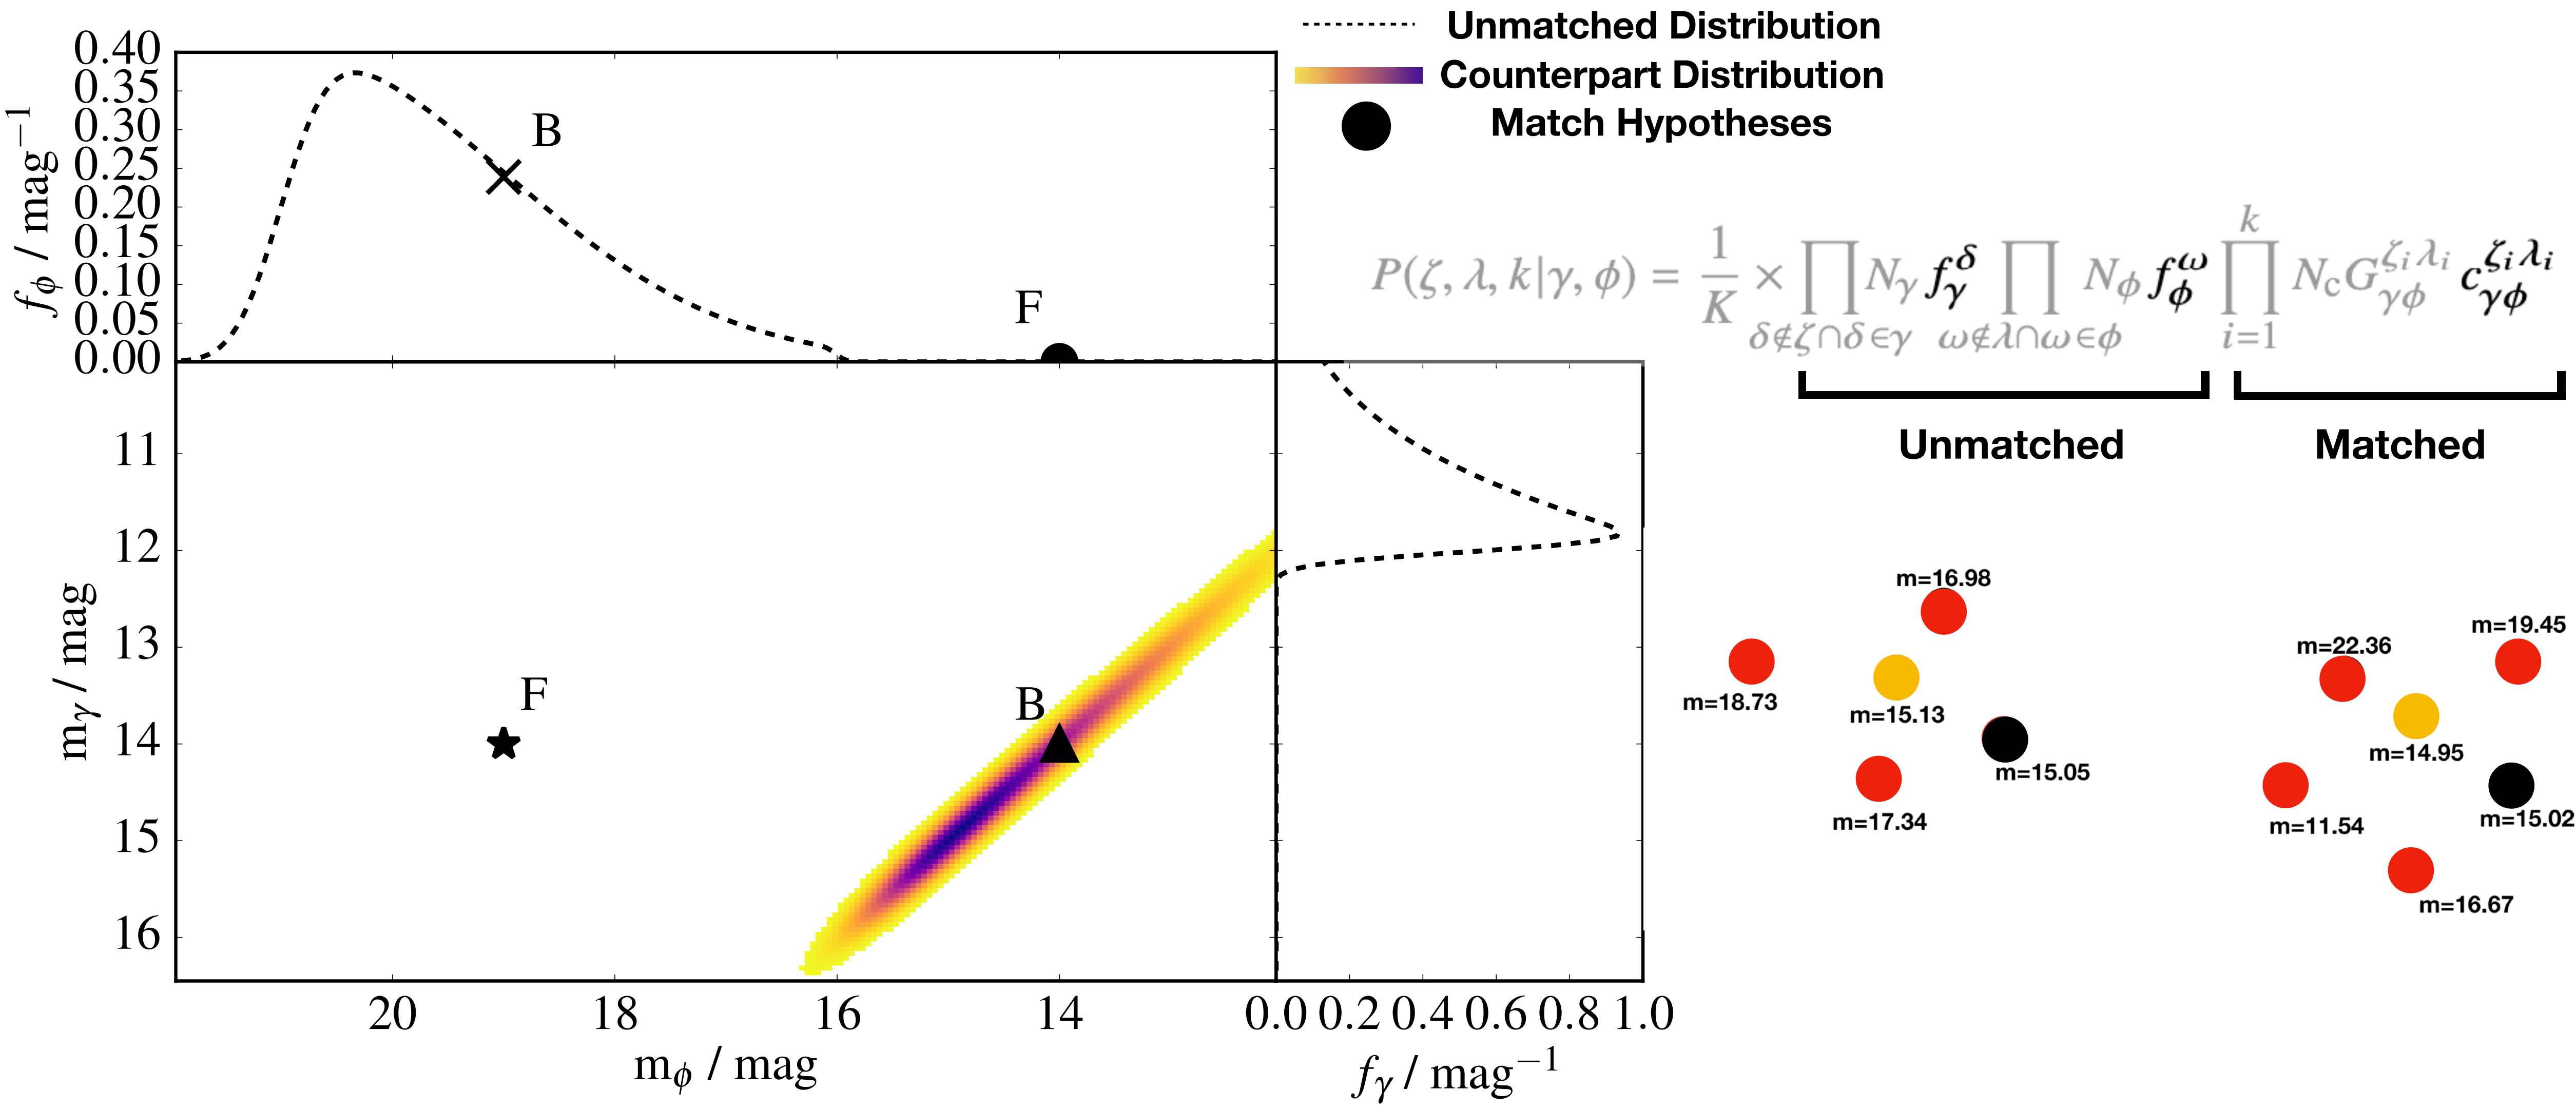 Unmatched Distribution
Counterpart Distribution
Match Hypotheses
0.40
0.35
0.30
0.25
0.20
0.15
0.10
0.05
0.00
f_ϕ / mag⁻¹
B
F
P(ζ, λ, k|γ, ϕ) = 1/K × ∏_{δ∉ζ∩δ∈γ} N_γ f_γ^δ ∏_{ω∉λ∩ω∈ϕ} N_ϕ f_ϕ^ω ∏_{i=1}^{k} N_c G_{γϕ}^{ζ_i λ_i} c_{γϕ}^{ζ_i λ_i}
Unmatched
Matched
11
12
13
14
15
16
m_γ / mag
F
B
20
18
16
14
m_ϕ / mag
0.0 0.2 0.4 0.6 0.8 1.0
f_γ / mag⁻¹
m=16.98
m=18.73
m=15.13
m=15.05
m=17.34
m=19.45
m=22.36
m=14.95
m=11.54
m=15.02
m=16.67